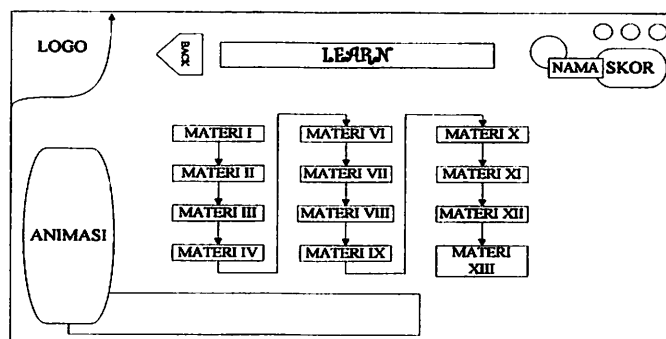 LOGO
BACK
LEARN
NAMA
SKOR
MATERI I
MATERI II
MATERI III
MATERI IV
MATERI VI
MATERI VII
MATERI VIII
MATERI IX
MATERI X
MATERI XI
MATERI XII
MATERI
XIII
ANIMASI